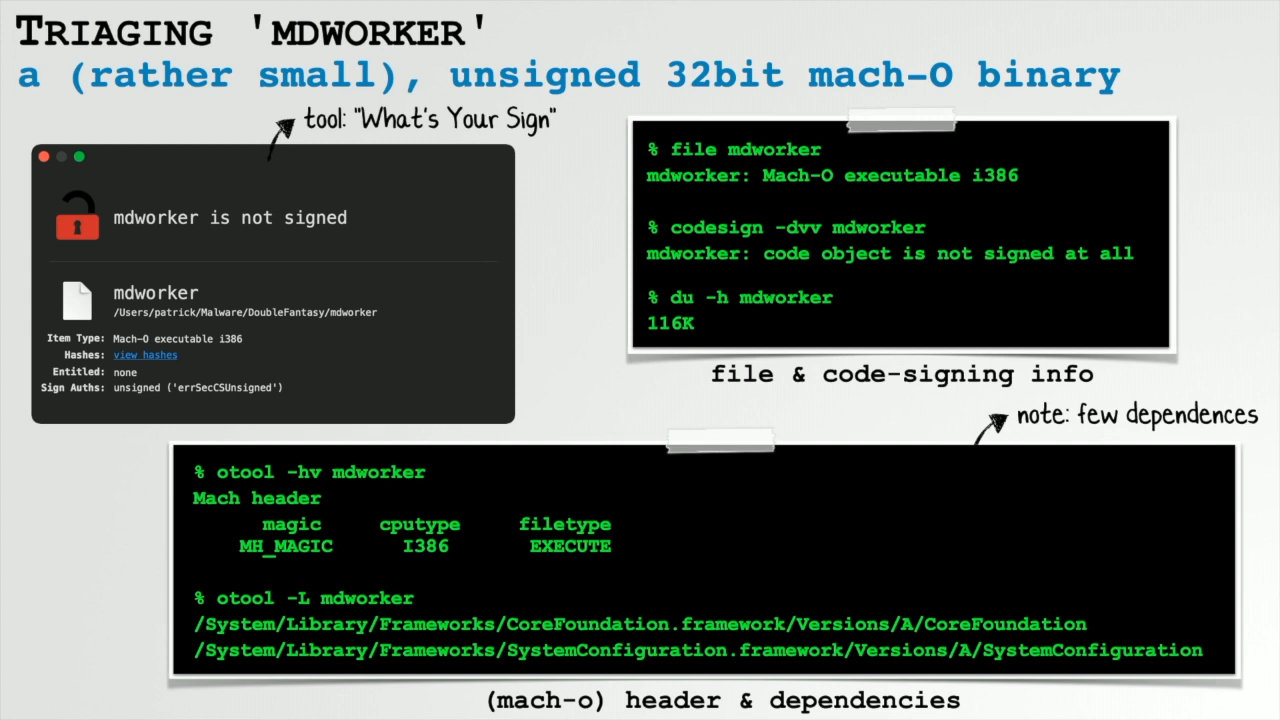 TRIAGING 'MDWORKER'
a (rather small), unsigned 32bit mach-O binary
tool: "What's Your Sign"
mdworker is not signed
mdworker
/Users/patrick/Malware/DoubleFantasy/mdworker
Item Type: Mach-O executable i386
Hashes: view hashes
Entitled: none
Sign Auths: unsigned ('errSecCSUnsigned')
% file mdworker
mdworker: Mach-O executable i386
% codesign -dvv mdworker
mdworker: code object is not signed at all
% du -h mdworker
116K
file & code-signing info
note: few dependences
% otool -hv mdworker
Mach header
magic cputype filetype
MH_MAGIC I386 EXECUTE
% otool -L mdworker
/System/Library/Frameworks/CoreFoundation.framework/Versions/A/CoreFoundation
/System/Library/Frameworks/SystemConfiguration.framework/Versions/A/SystemConfiguration
(mach-o) header & dependencies